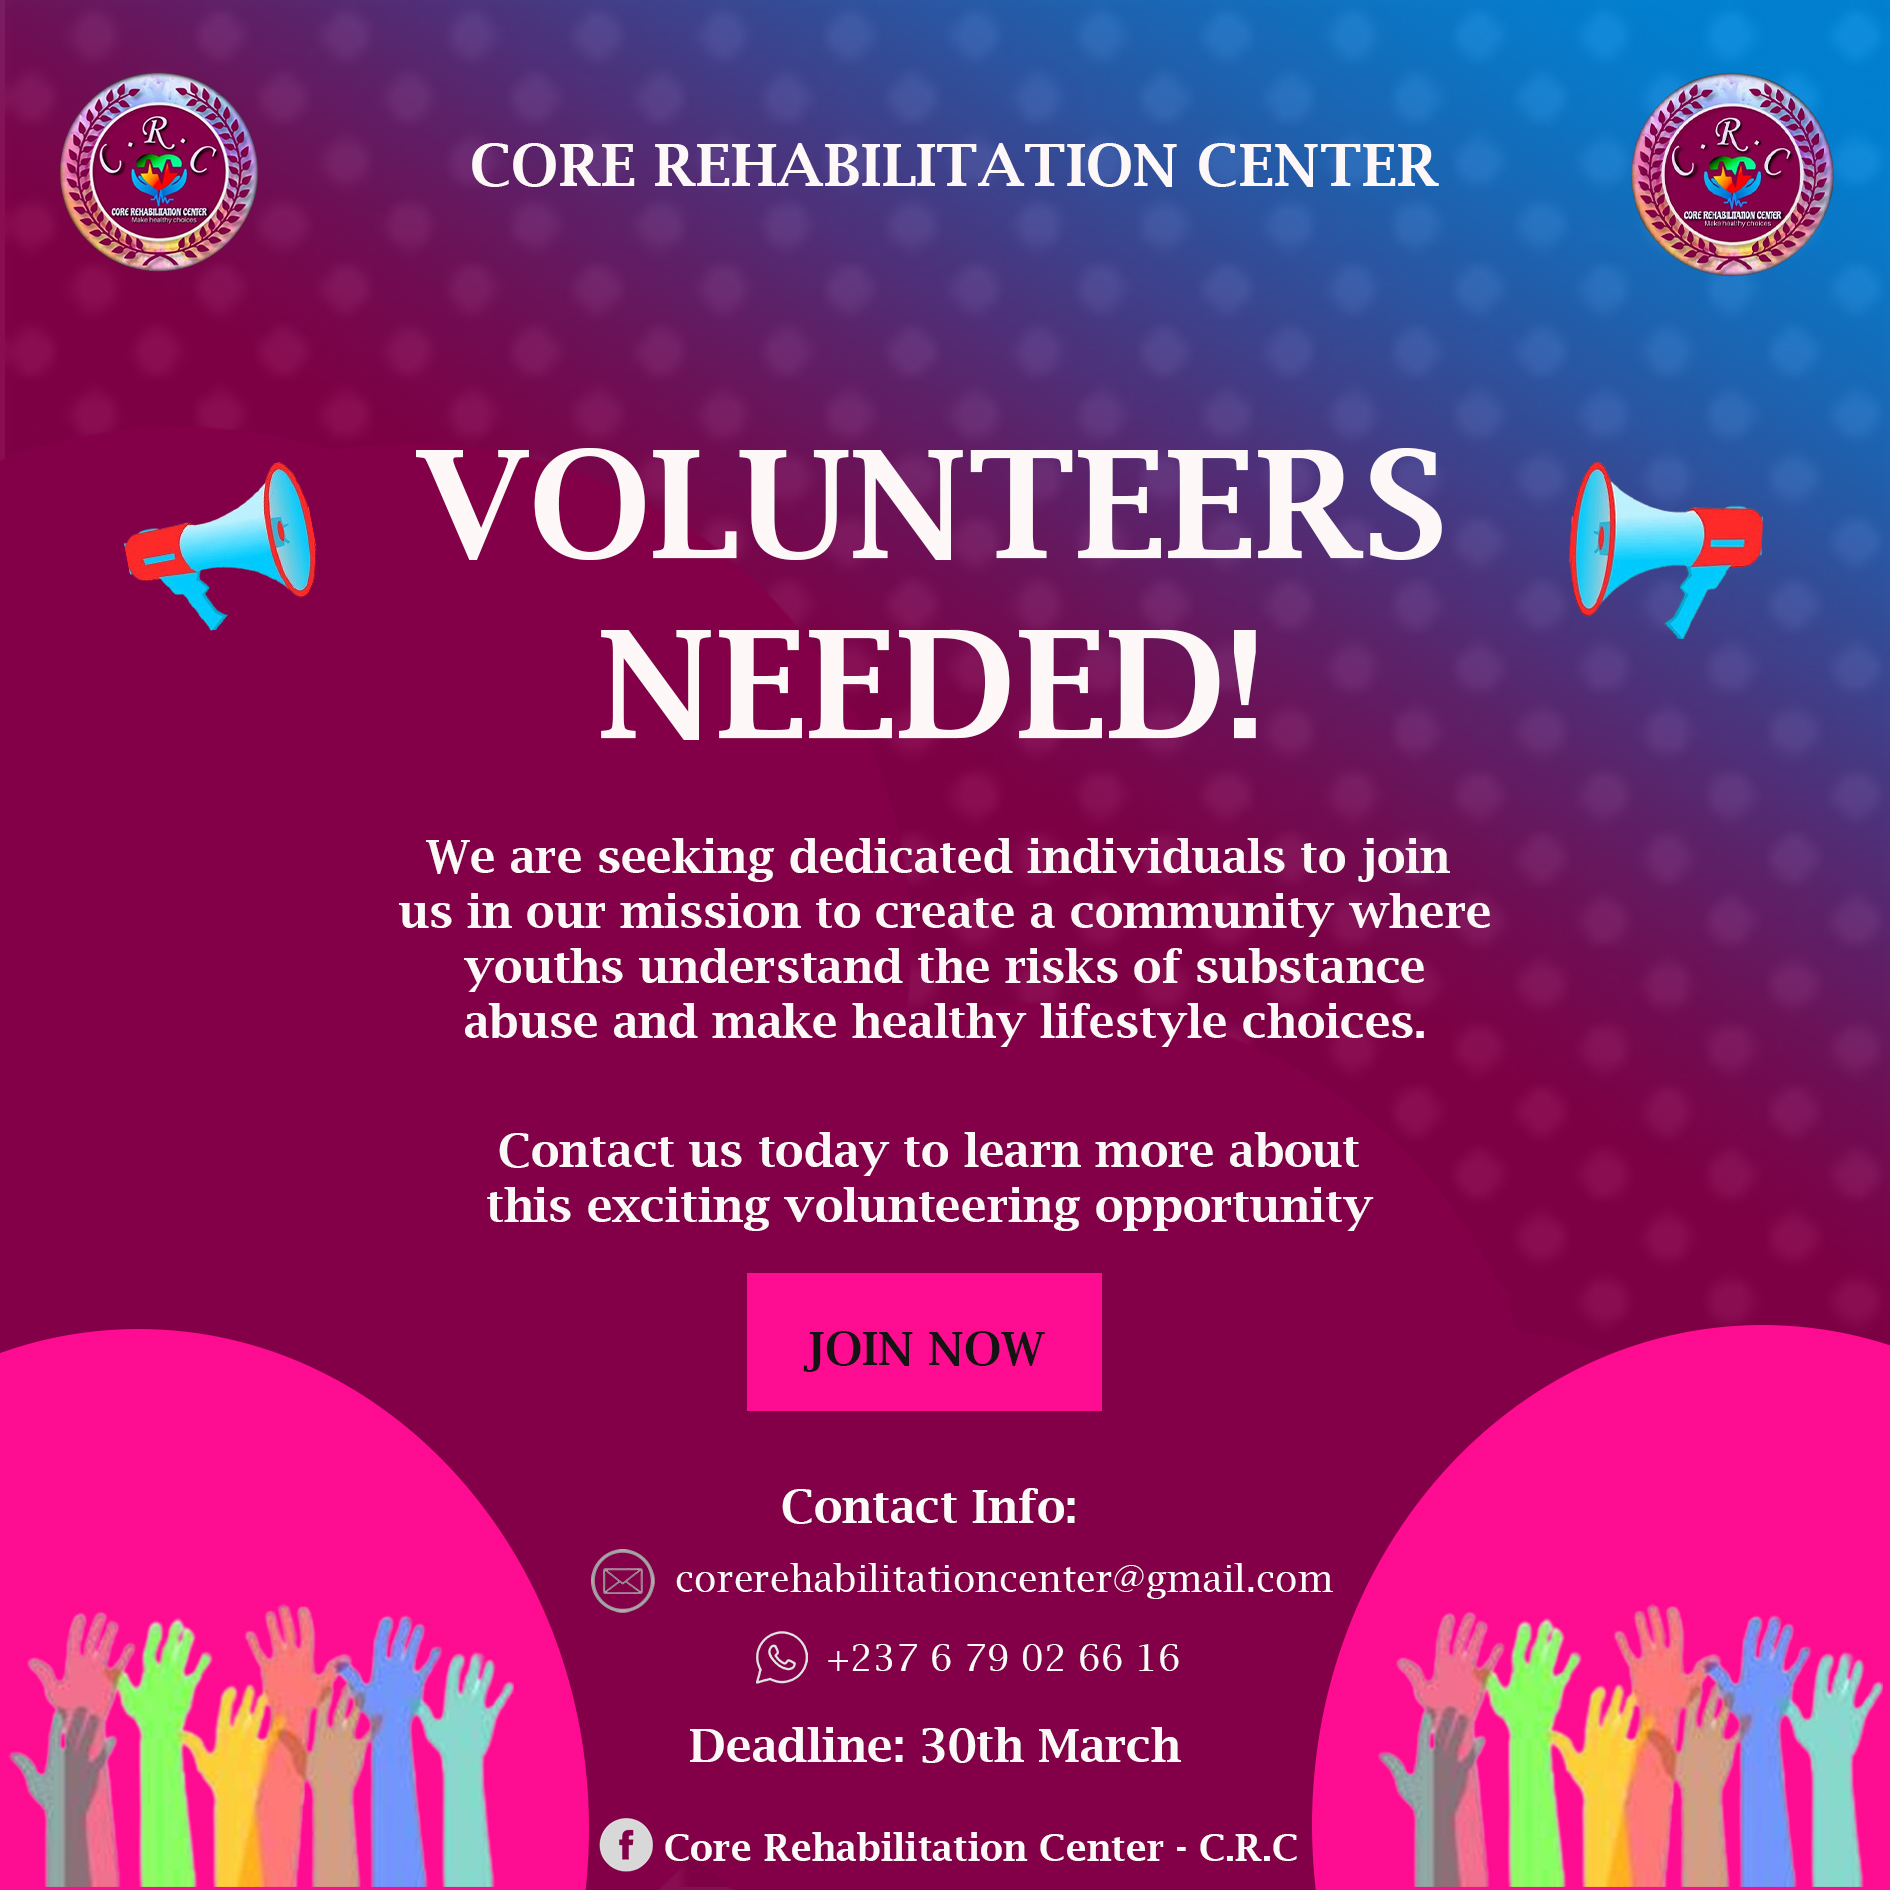 C.R.C
CORE REHABILITATION CENTER
Make healthy choices
CORE REHABILITATION CENTER
C.R.C
CORE REHABILITATION CENTER
Make healthy choices
VOLUNTEERS
NEEDED!
We are seeking dedicated individuals to join
us in our mission to create a community where
youths understand the risks of substance
abuse and make healthy lifestyle choices.
Contact us today to learn more about
this exciting volunteering opportunity
JOIN NOW
Contact Info:
corerehabilitationcenter@gmail.com
+237 6 79 02 66 16
Deadline: 30th March
Core Rehabilitation Center - C.R.C